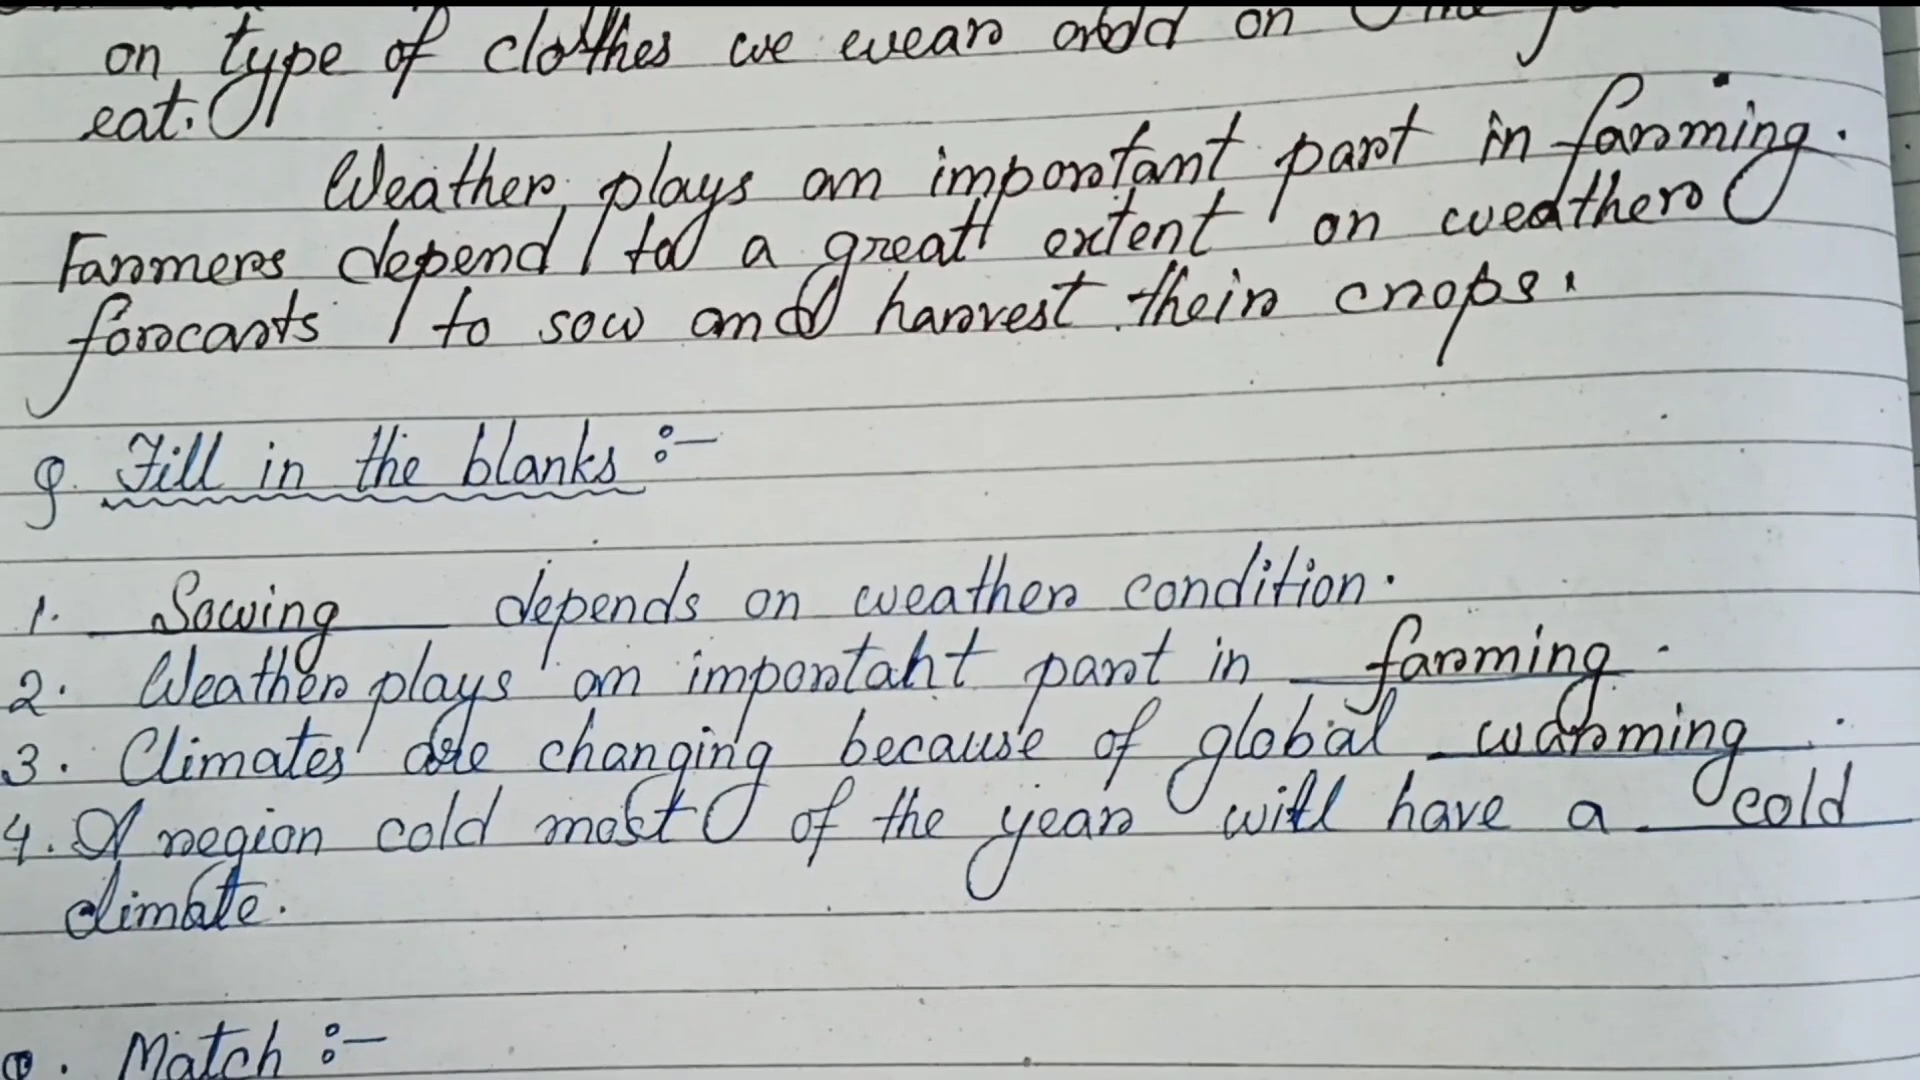 on type of clothes we wear and on
eat.
Weather plays an important part in farming.
Farmers depend to a great extent on weather
forocasts to sow and harvest their crops.
Q. Fill in the blanks :-
1. Sowing depends on weather condition.
2. Weather plays an important part in farming.
3. Climates are changing because of global warming.
4. A region cold most of the year will have a cold
climate.
Match :-